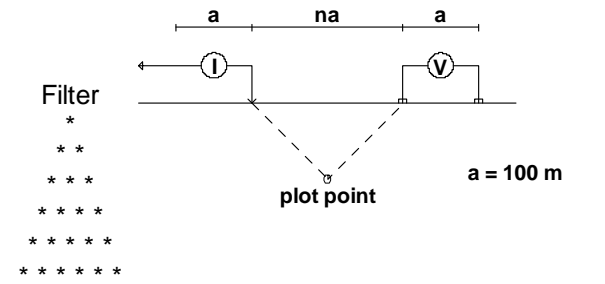 a na a
I V
Filter
*
* *
* * *
a = 100 m
plot point
* * * *
* * * * *
* * * * * *